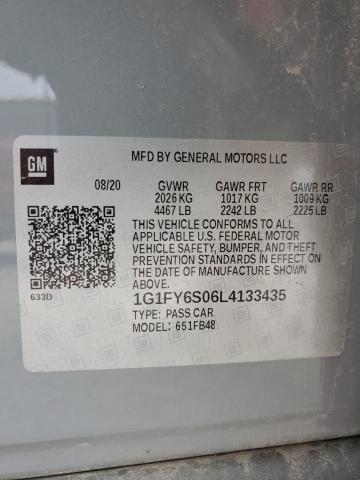 GM
MFD BY GENERAL MOTORS LLC
08/20 GVWR GAWR FRT GAWR RR
2026 KG 1017 KG 1009 KG
4467 LB 2242 LB 2225 LB
THIS VEHICLE CONFORMS TO ALL
APPLICABLE U.S. FEDERAL MOTOR
VEHICLE SAFETY, BUMPER, AND THEFT
PREVENTION STANDARDS IN EFFECT ON
THE DATE OF MANUFACTURE SHOWN
ABOVE.
633D
1G1FY6S06L4133435
TYPE: PASS CAR
MODEL: 651FB48